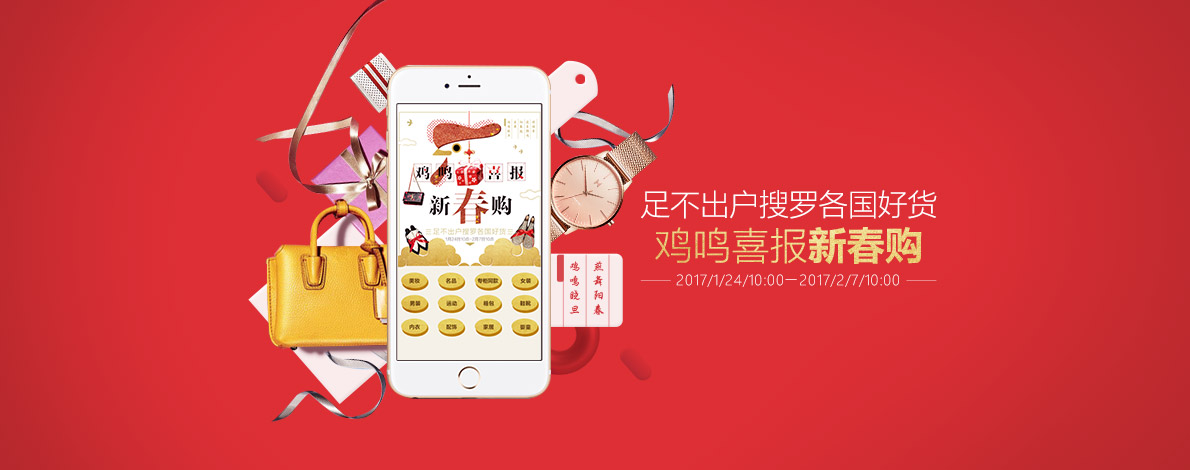 鸡鸣喜报
新春购
足不出户搜罗各国好货
美妆 名品 专柜同款 女装
男装 运动 箱包 鞋靴
内衣 配饰 家居 婴童
燕舞阳春
鸡鸣晓旦
足不出户搜罗各国好货
鸡鸣喜报新春购
2017/1/24/10:00—2017/2/7/10:00